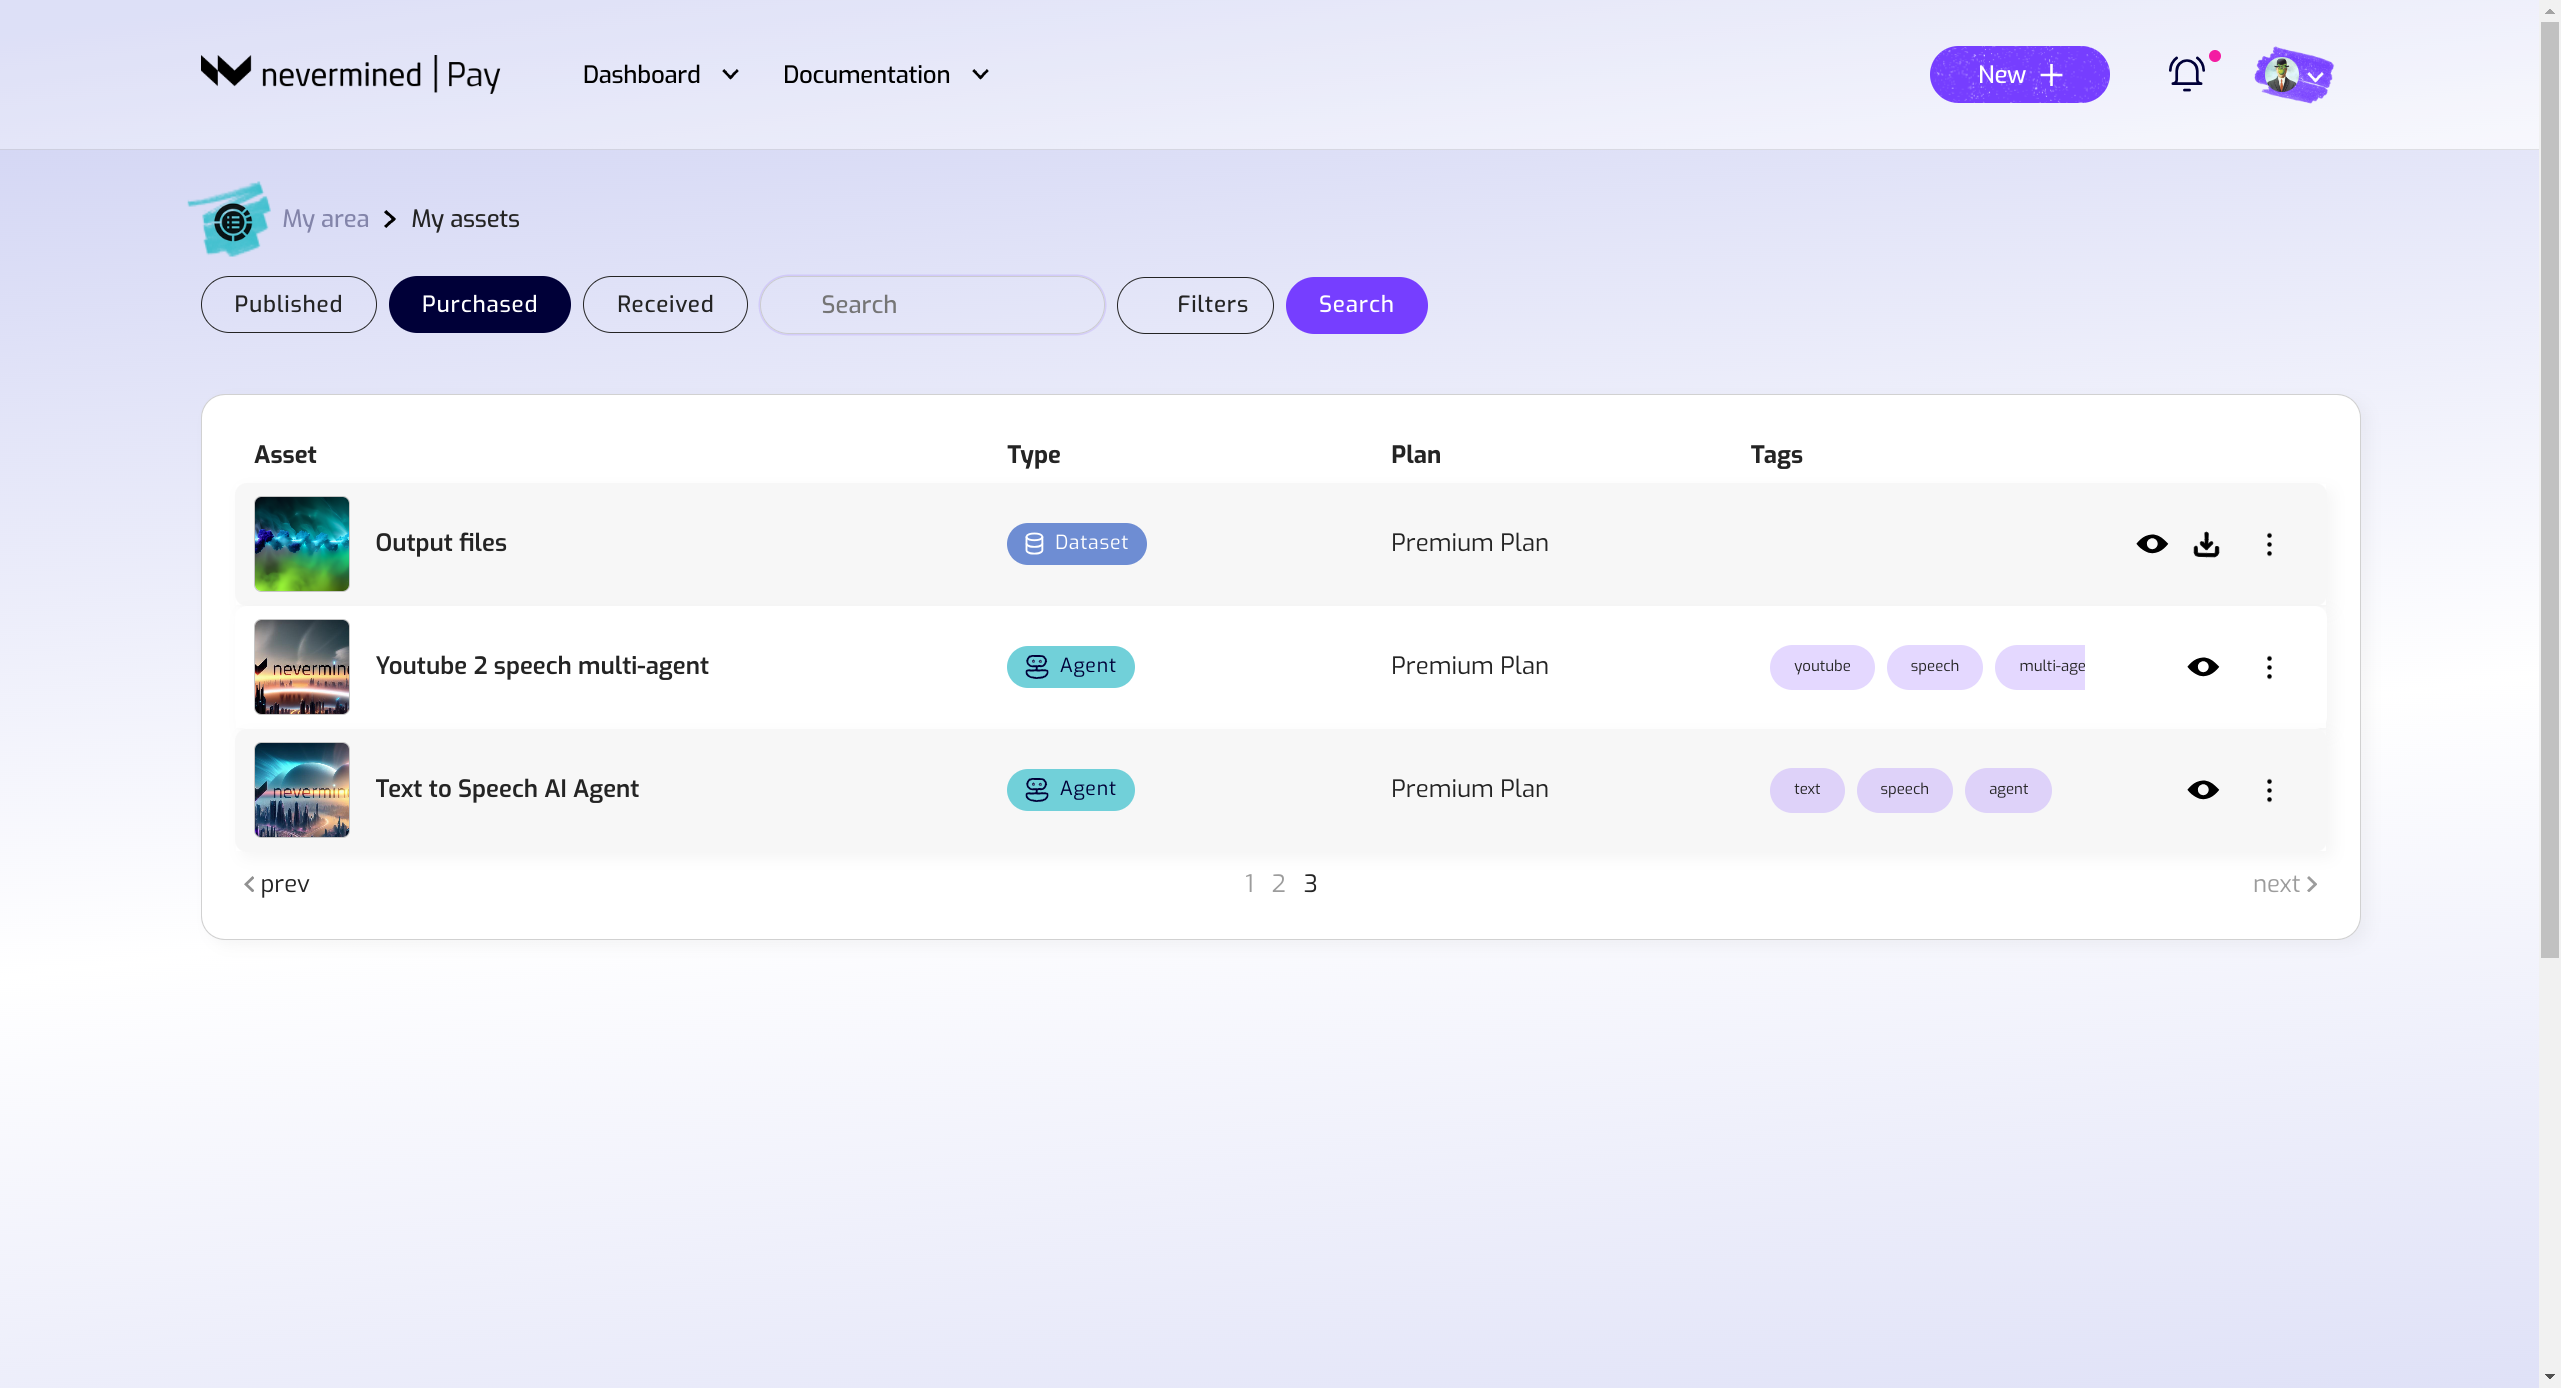 nevermined | Pay Dashboard Documentation New +
My area > My assets
Published Purchased Received Search Filters Search
Asset Type Plan Tags
Output files Dataset Premium Plan
nevermin
Youtube 2 speech multi-agent Agent Premium Plan youtube speech multi-age
nevermin
Text to Speech AI Agent Agent Premium Plan text speech agent
< prev 1 2 3 next >